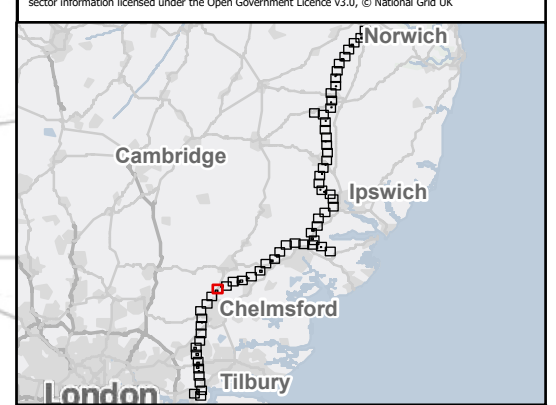 sector information licensed under the Open Government Licence v3.0, © National Grid UK
Norwich
Cambridge
Ipswich
Chelmsford
Tilbury
London